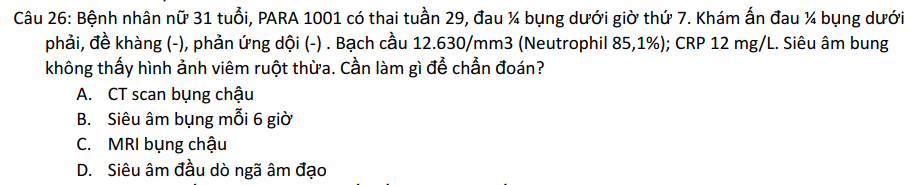 Câu 26: Bệnh nhân nữ 31 tuổi, PARA 1001 có thai tuần 29, đau ¼ bụng dưới giờ thứ 7. Khám ấn đau ¼ bụng dưới
phải, đề kháng (-), phản ứng dội (-) . Bạch cầu 12.630/mm3 (Neutrophil 85,1%); CRP 12 mg/L. Siêu âm bung
không thấy hình ảnh viêm ruột thừa. Cần làm gì để chẩn đoán?
A. CT scan bụng chậu
B. Siêu âm bụng mỗi 6 giờ
C. MRI bụng chậu
D. Siêu âm đầu dò ngã âm đạo